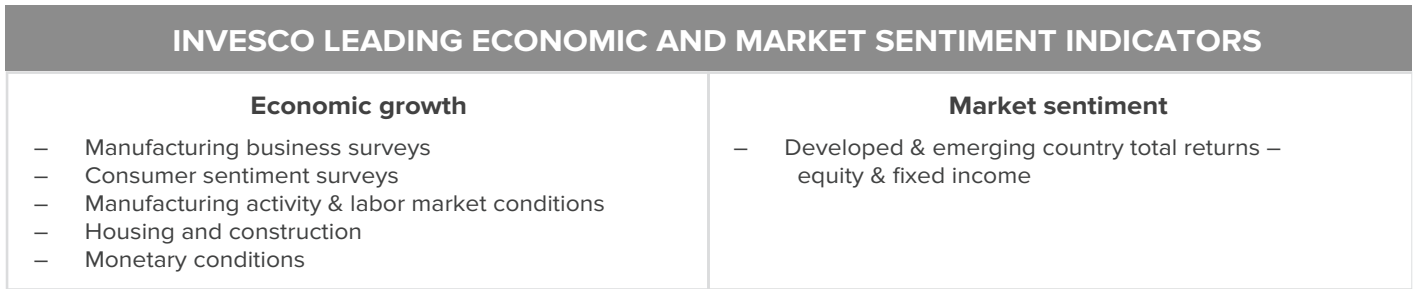 INVESCO LEADING ECONOMIC AND MARKET SENTIMENT INDICATORS
Economic growth
– Manufacturing business surveys
– Consumer sentiment surveys
– Manufacturing activity & labor market conditions
– Housing and construction
– Monetary conditions
Market sentiment
– Developed & emerging country total returns –
equity & fixed income